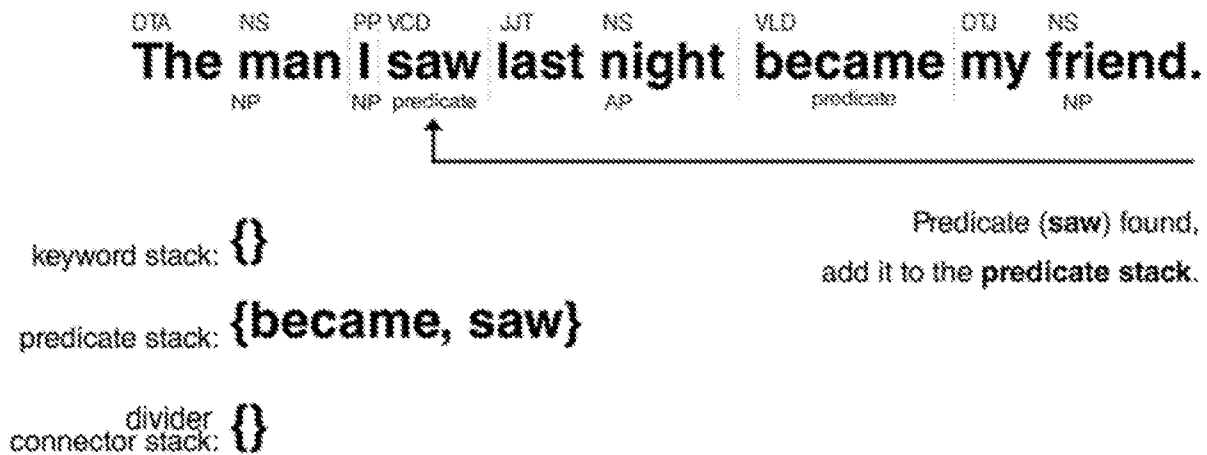 DTA NS PP VCD JJT NS VLD DTJ NS
The man I saw last night became my friend.
NP NP predicate AP predicate NP
Predicate (saw) found,
add it to the predicate stack.
keyword stack: {}
predicate stack: {became, saw}
divider
connector stack: {}